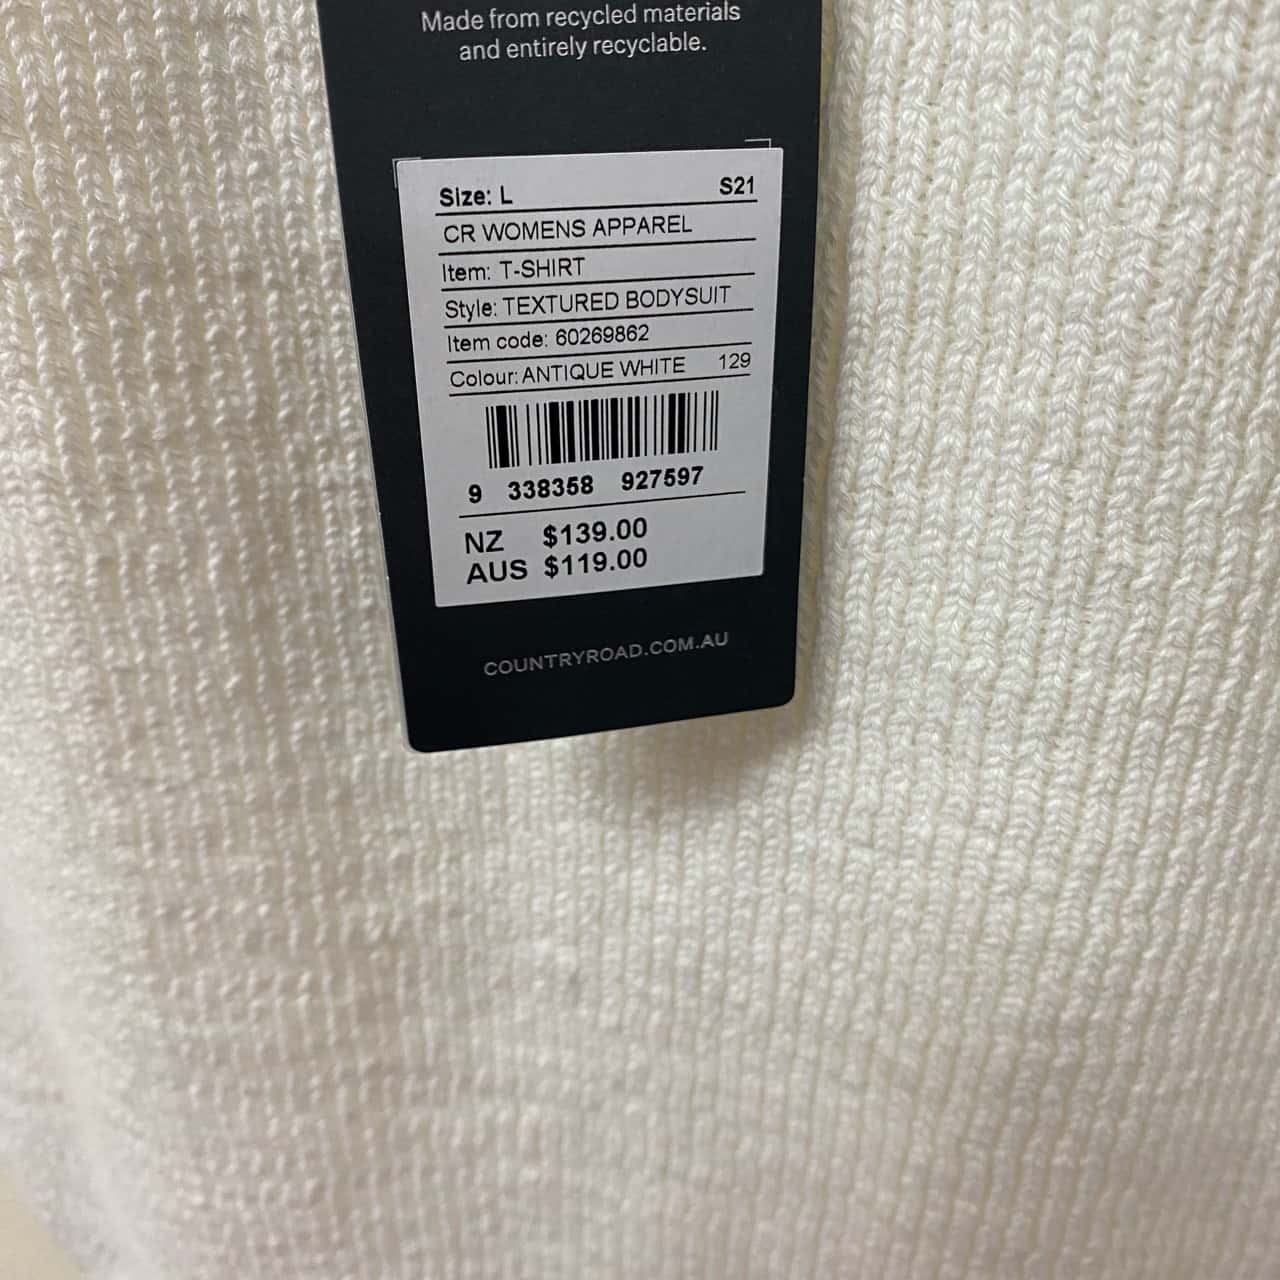 Made from recycled materials
and entirely recyclable.
Size: L S21
CR WOMENS APPAREL
Item: T-SHIRT
Style: TEXTURED BODYSUIT
Item code: 60269862
Colour: ANTIQUE WHITE 129
9 338358 927597
NZ $139.00
AUS $119.00
COUNTRYROAD.COM.AU